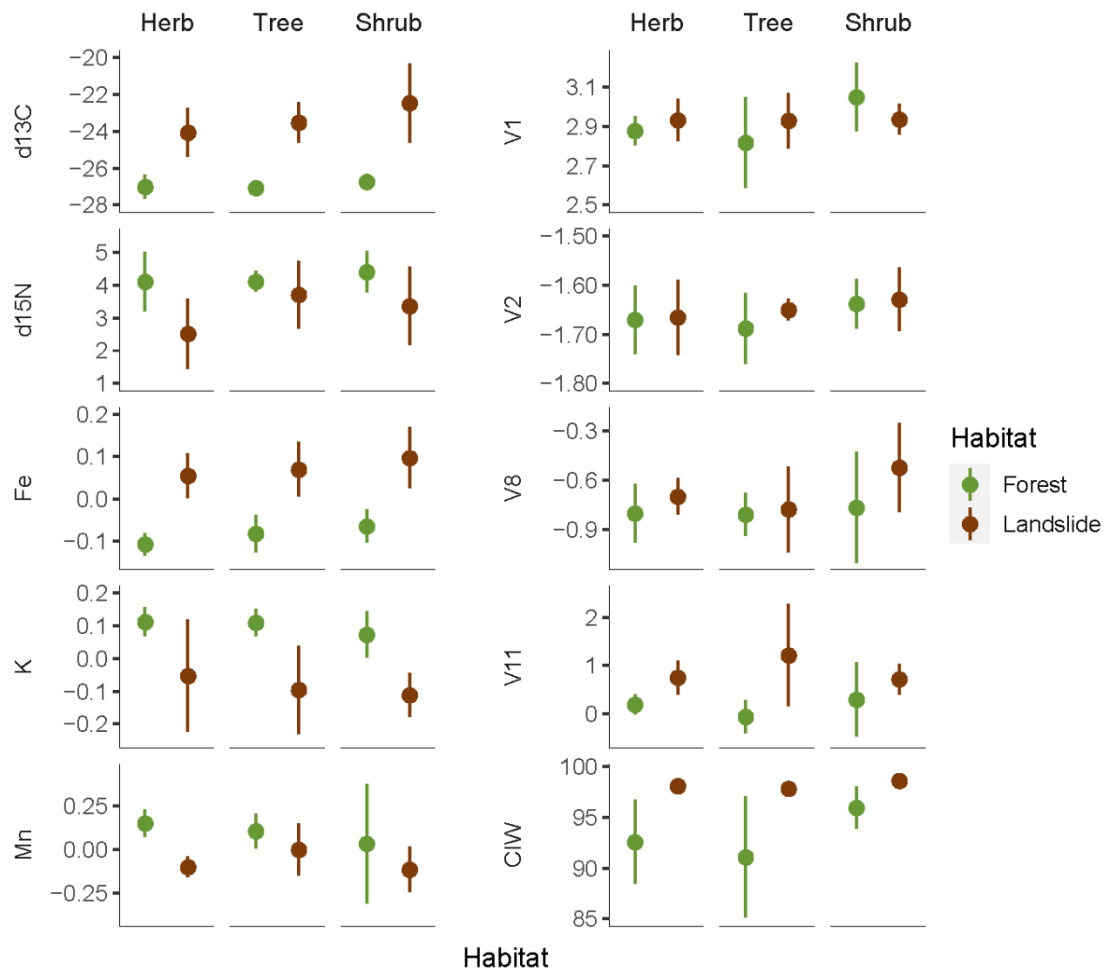 Herb Tree Shrub
d13C
−20
−22
−24
−26
−28
d15N
5
4
3
2
1
Fe
0.2
0.1
0.0
−0.1
K
0.2
0.1
0.0
−0.1
−0.2
Mn
0.25
0.00
−0.25
Herb Tree Shrub
V1
3.1
2.9
2.7
2.5
V2
−1.50
−1.60
−1.70
−1.80
V8
−0.3
−0.6
−0.9
V11
2
1
0
CIW
100
95
90
85
Habitat
Habitat
Forest
Landslide